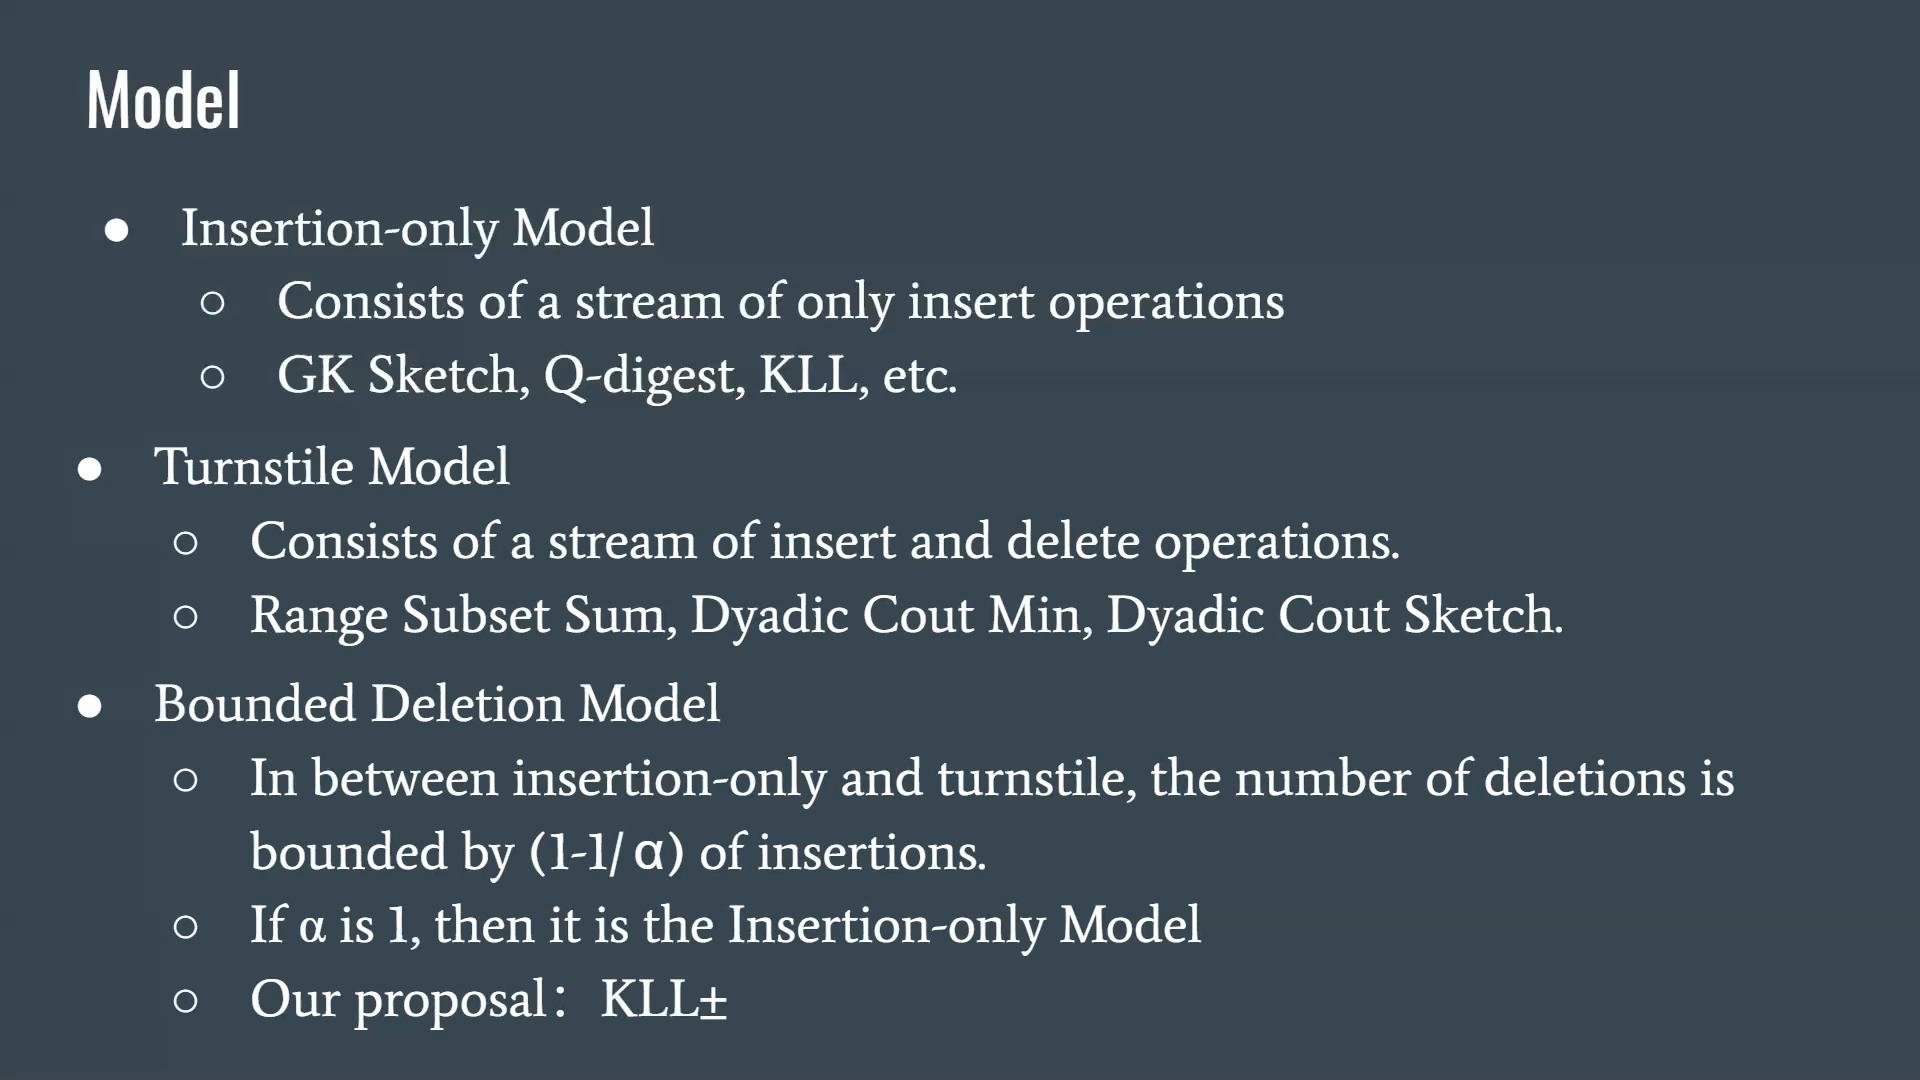 Model
● Insertion-only Model
○ Consists of a stream of only insert operations
○ GK Sketch, Q-digest, KLL, etc.
● Turnstile Model
○ Consists of a stream of insert and delete operations.
○ Range Subset Sum, Dyadic Cout Min, Dyadic Cout Sketch.
● Bounded Deletion Model
○ In between insertion-only and turnstile, the number of deletions is
bounded by (1-1/ α) of insertions.
○ If α is 1, then it is the Insertion-only Model
○ Our proposal： KLL±